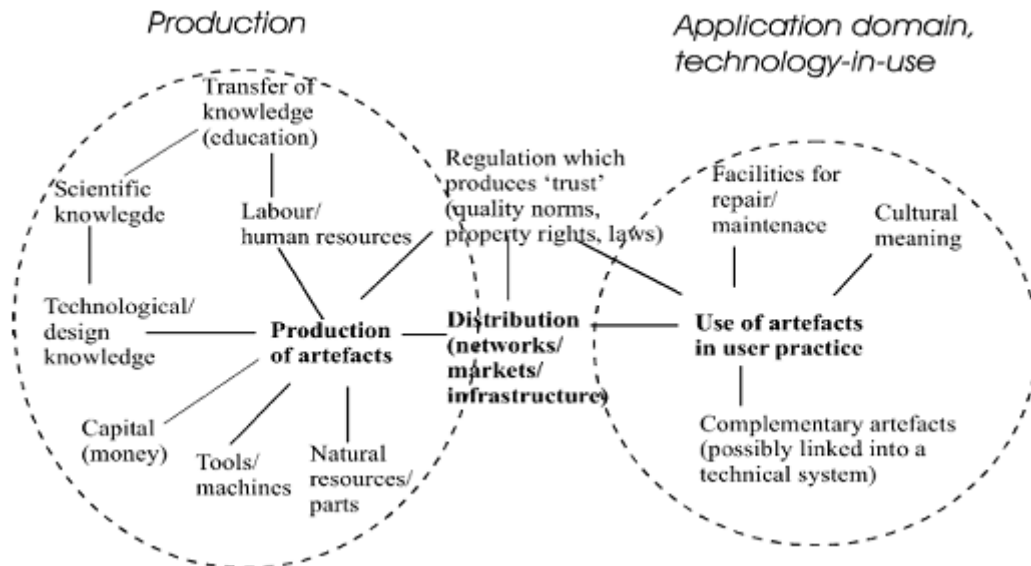 Production
Application domain,
technology-in-use
Transfer of
knowledge
(education)
Scientific
knowlegde
Labour/
human resources
Technological/
design
knowledge
Production
of artefacts
Capital
(money)
Tools/
machines
Natural
resources/
parts
Regulation which
produces ‘trust’
(quality norms,
property rights, laws)
Distribution
(networks/
markets/
infrastructure)
Facilities for
repair/
maintenace
Cultural
meaning
Use of artefacts
in user practice
Complementary artefacts
(possibly linked into a
technical system)